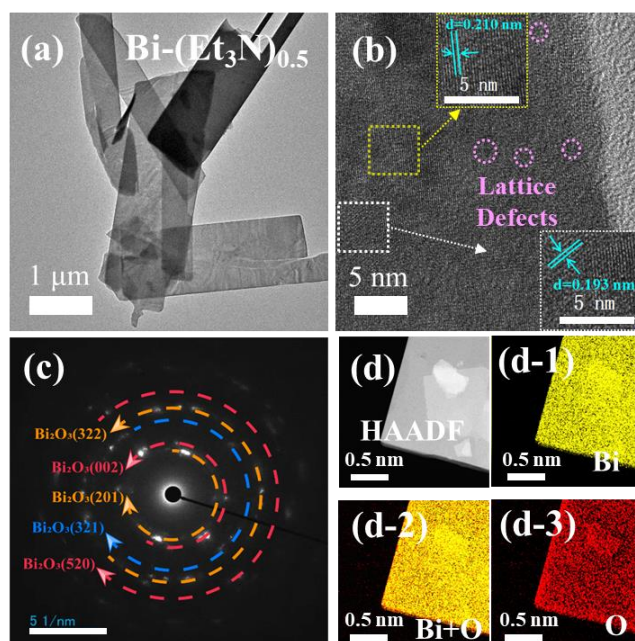 (a)
Bi-(Et₃N)₀.₅
1 μm
(b)
d=0.210 nm
5 nm
Lattice
Defects
5 nm
d=0.193 nm
5 nm
(c)
Bi₂O₃(322)
Bi₂O₃(002)
Bi₂O₃(201)
Bi₂O₃(321)
Bi₂O₃(520)
5 1/nm
(d)
HAADF
0.5 nm
(d-1)
Bi
0.5 nm
(d-2)
Bi+O
0.5 nm
(d-3)
O
0.5 nm